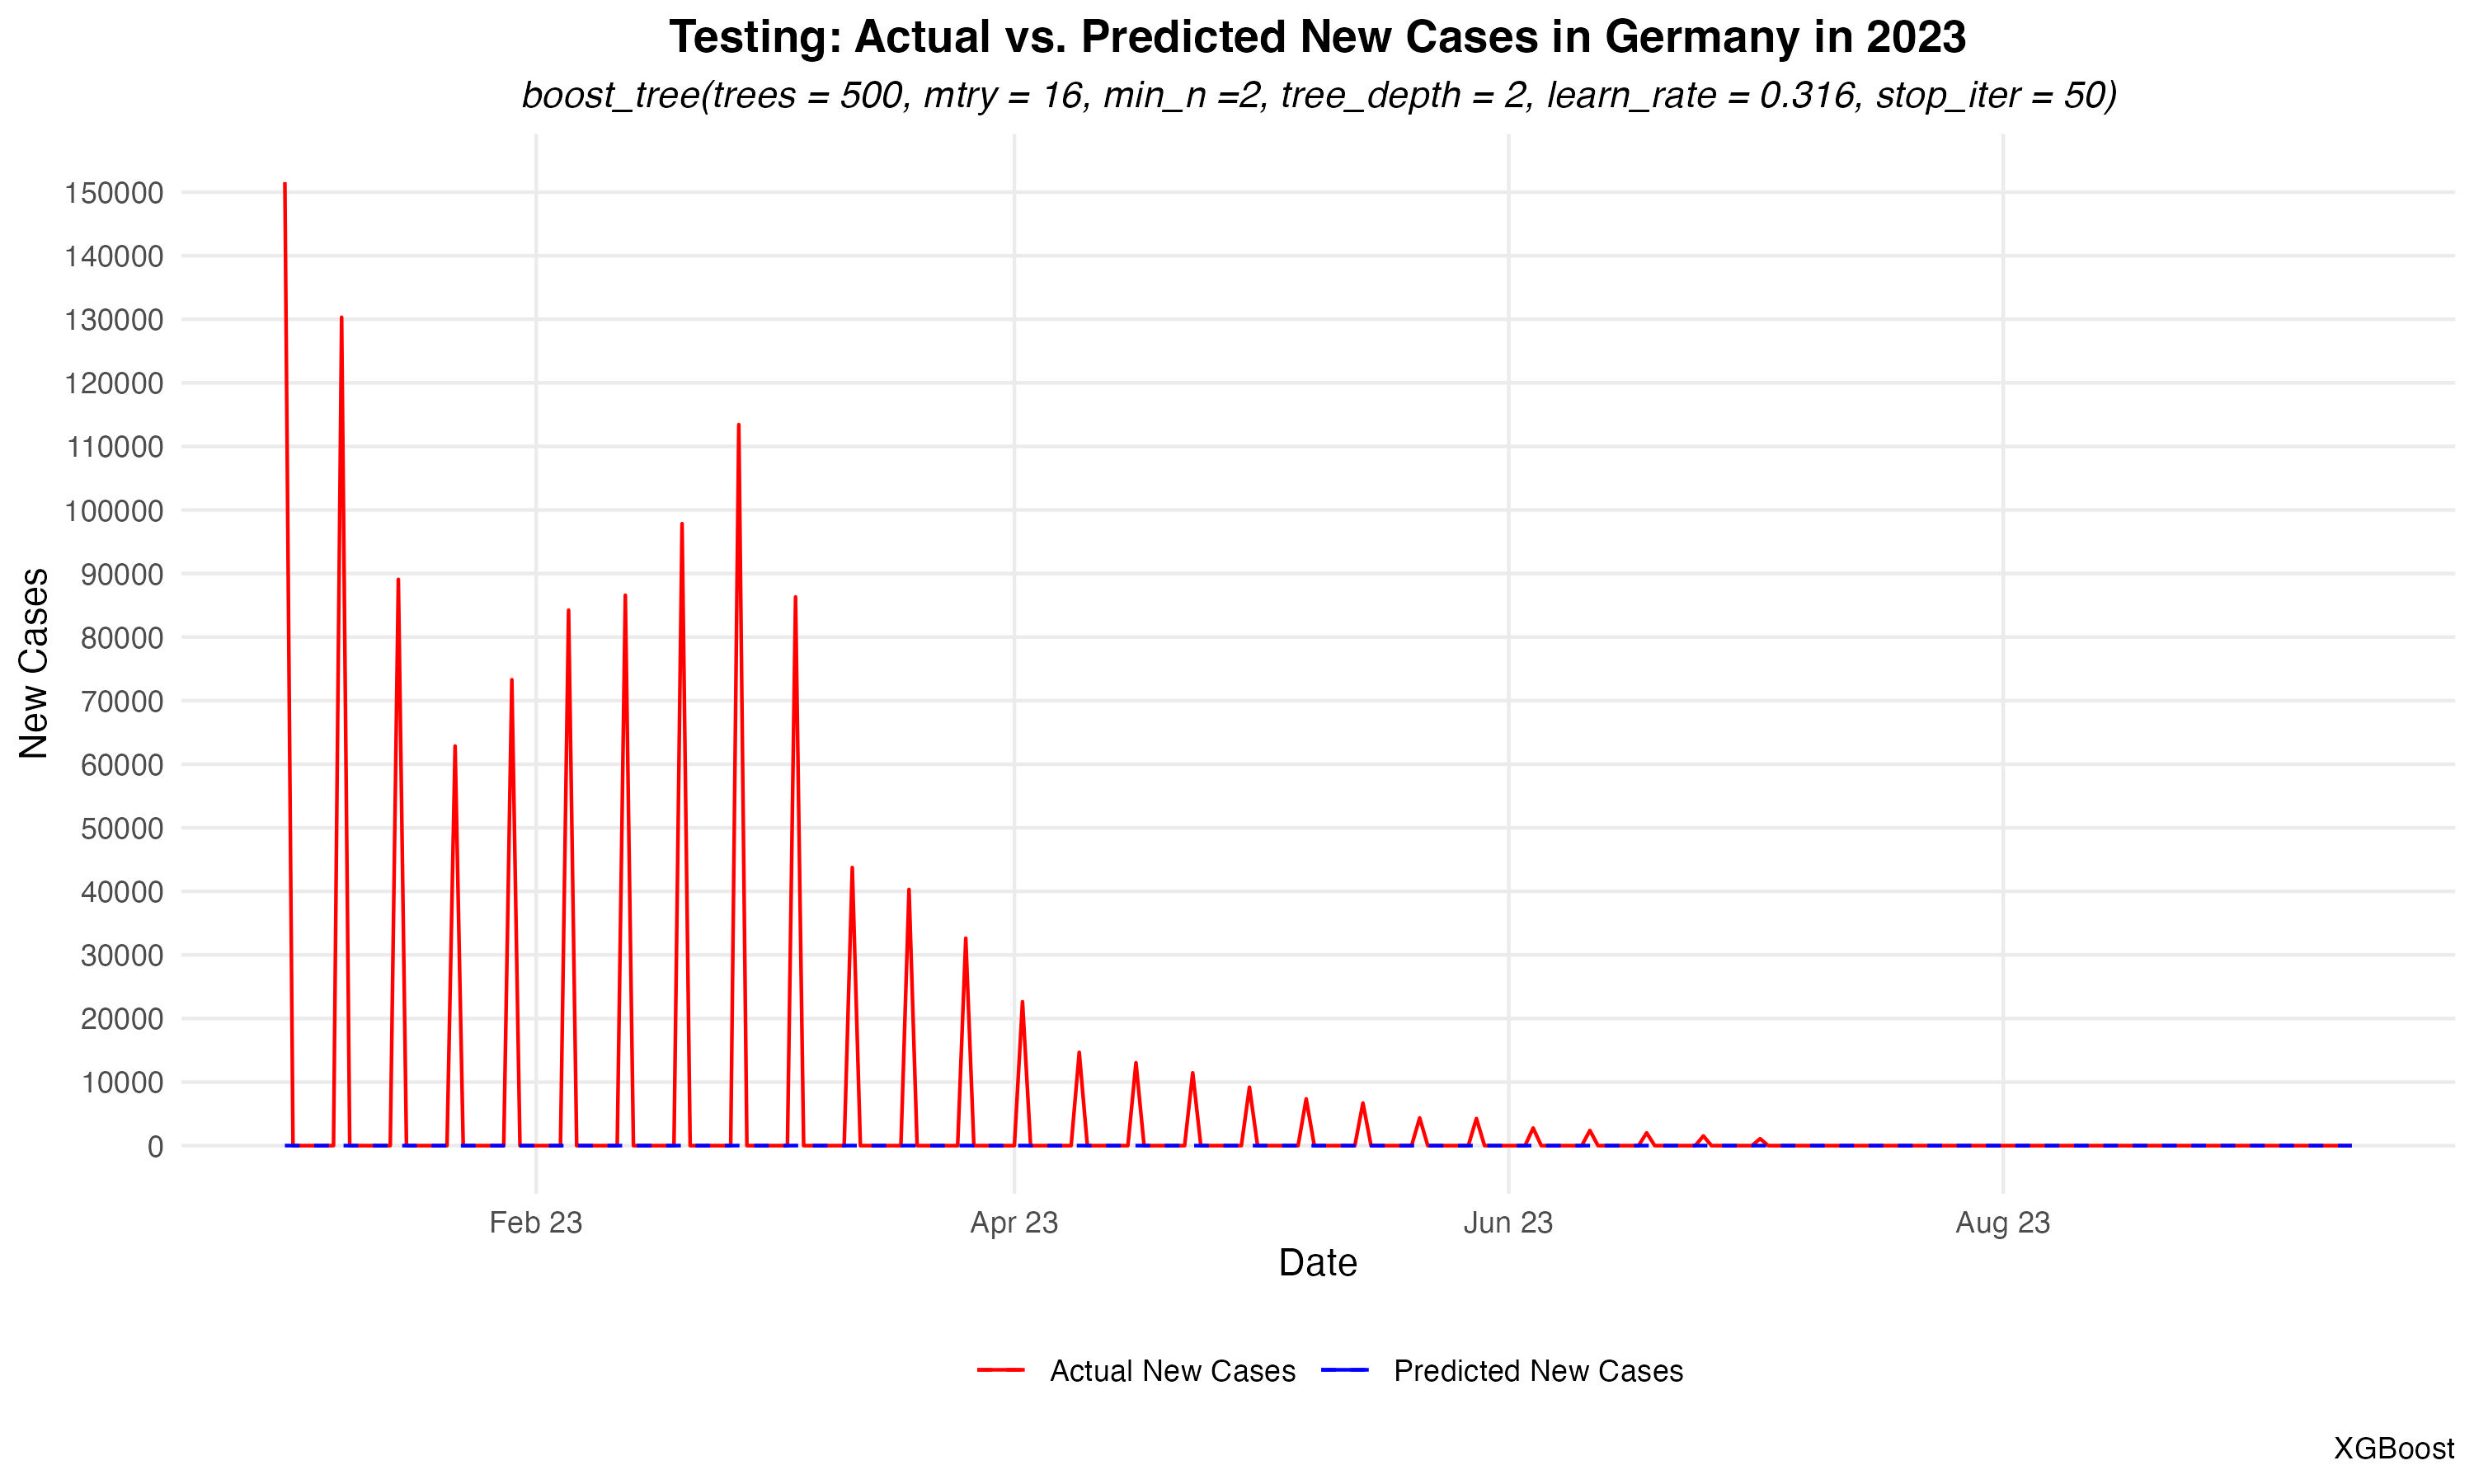 Testing: Actual vs. Predicted New Cases in Germany in 2023
boost_tree(trees = 500, mtry = 16, min_n =2, tree_depth = 2, learn_rate = 0.316, stop_iter = 50)
New Cases
150000
140000
130000
120000
110000
100000
90000
80000
70000
60000
50000
40000
30000
20000
10000
0
Feb 23 Apr 23 Jun 23 Aug 23
Date
Actual New Cases Predicted New Cases
XGBoost